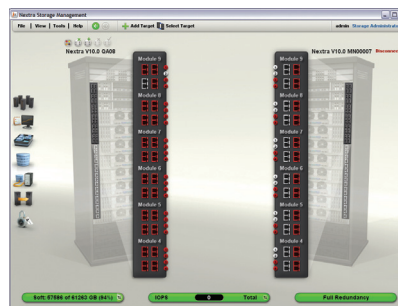 Nextra Storage Management
File | View | Tools | Help
Add Target
Select Target
admin Storage Administrator
Nextra V10.0 QA08
Nextra V10.0 MN00007
Module 9
Module 8
Module 7
Module 6
Module 5
Module 4
Module 9
Module 8
Module 7
Module 6
Module 5
Module 4
IOPS 0 Total
Full Redundancy